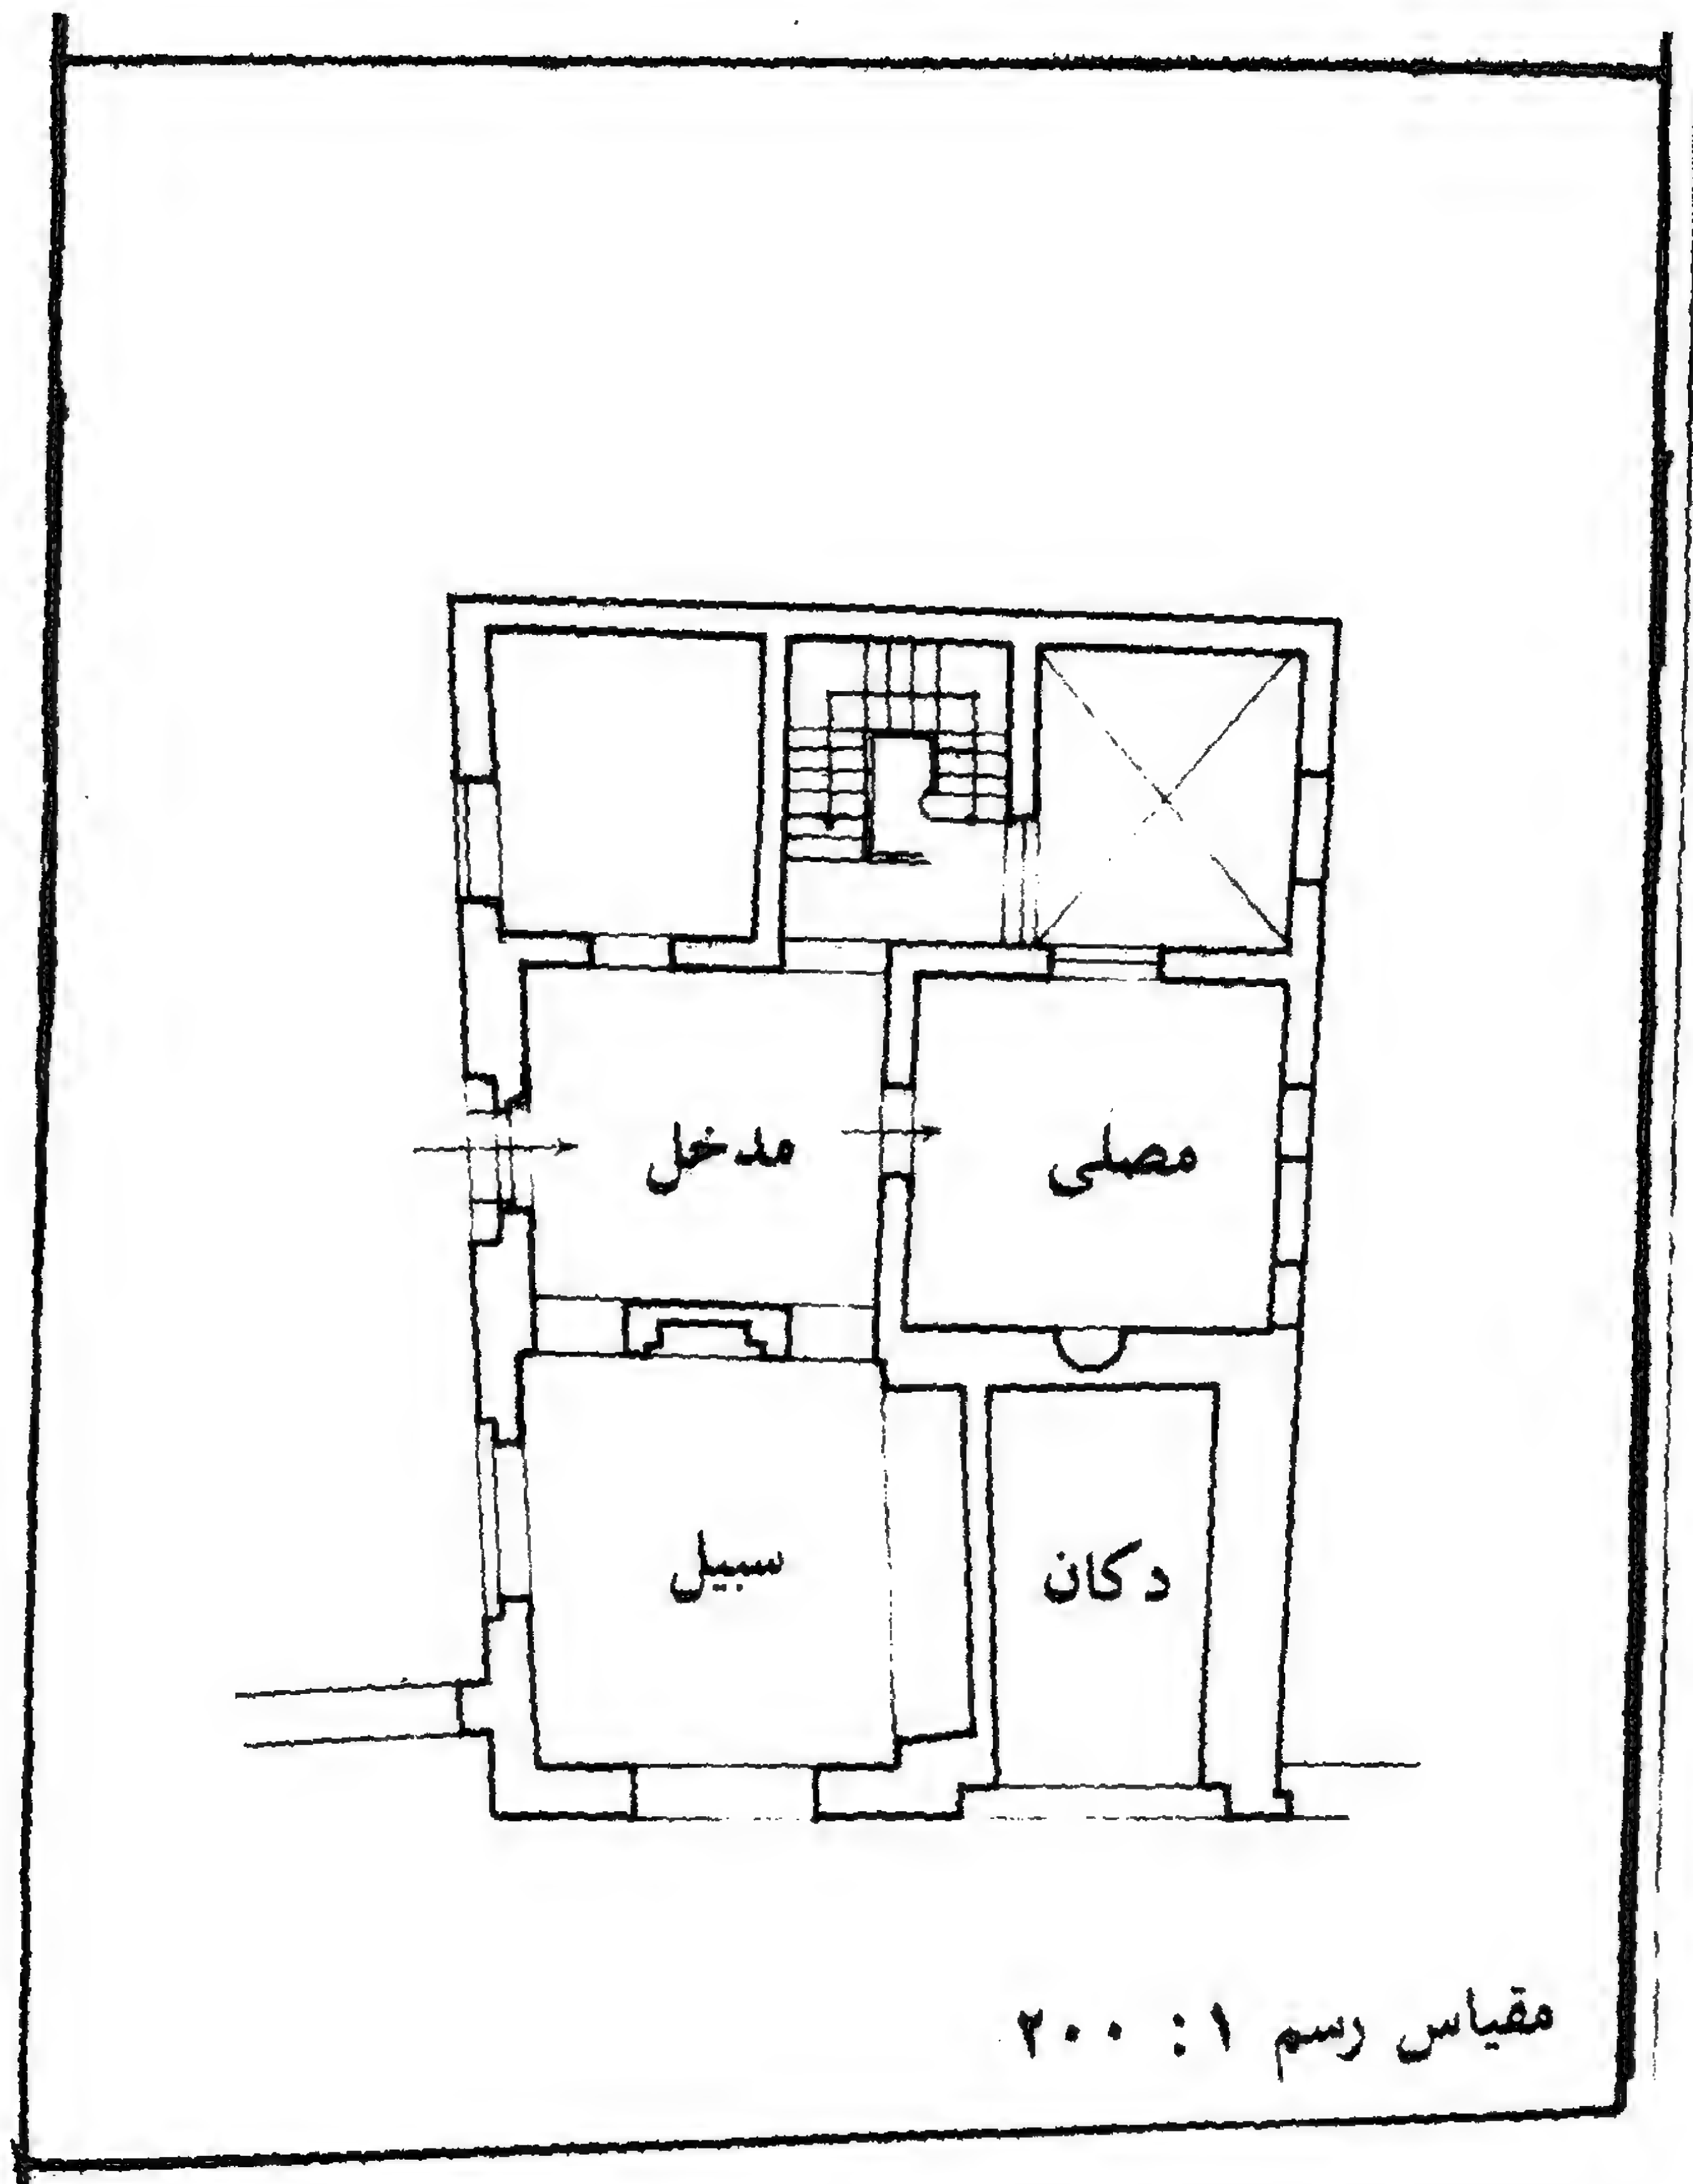 مصلى
مدخل
دكان
سبيل
مقياس رسم ١ : ٢٠٠